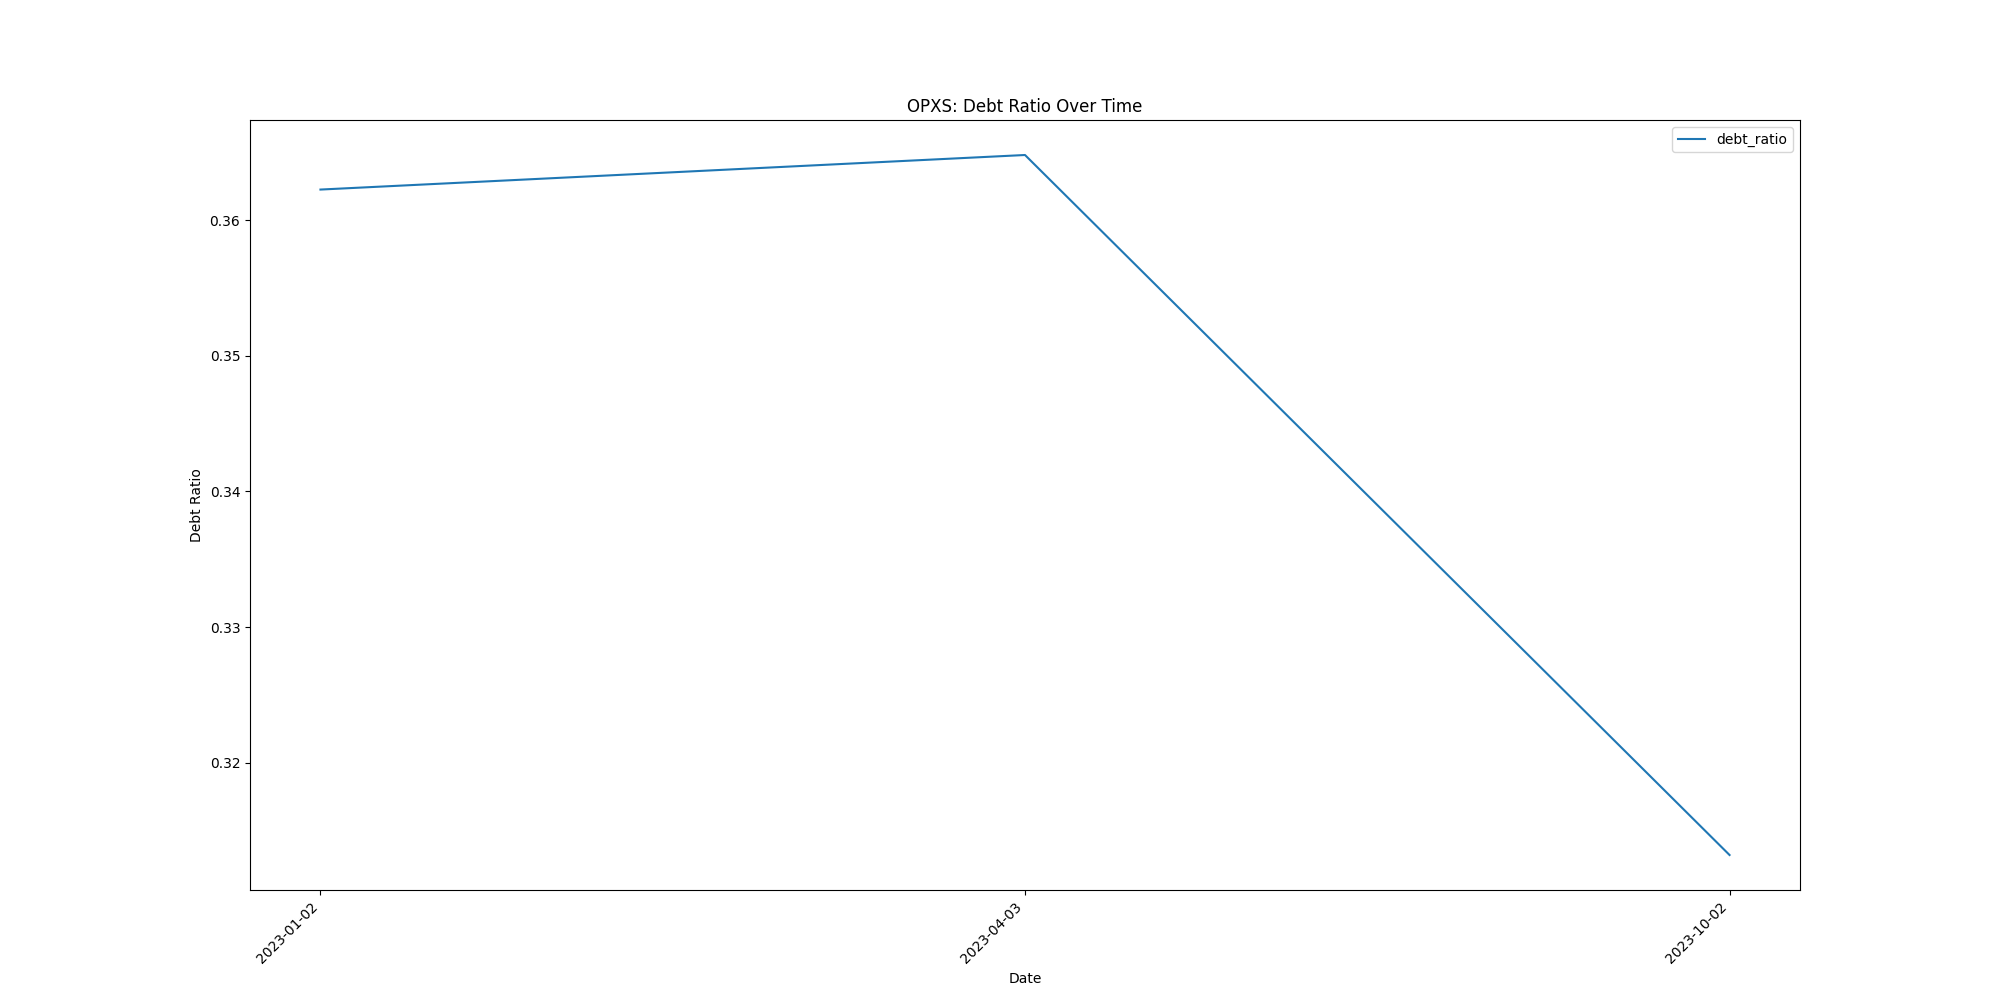 OPXS: Debt Ratio Over Time
debt_ratio
0.36
0.35
0.34
0.33
0.32
Debt Ratio
2023-01-02
2023-04-03
2023-10-02
Date